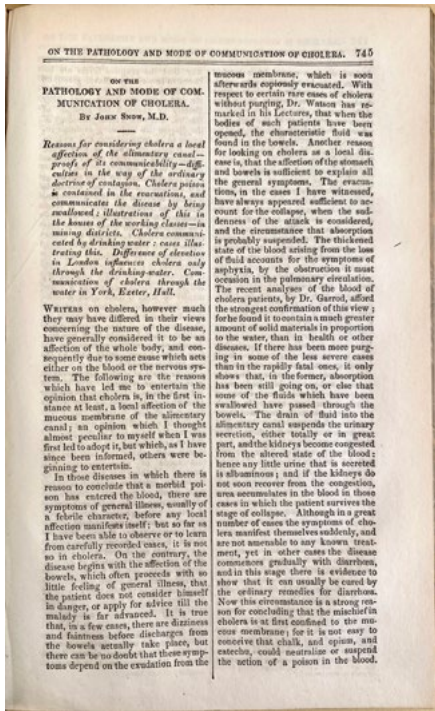 ON THE PATHOLOGY AND MODE OF COMMUNICATION OF CHOLERA. 745
ON THE
PATHOLOGY AND MODE OF COM-
MUNICATION OF CHOLERA.
By John Snow, M.D.
Reasons for considering cholera a local
affection of the alimentary canal—
proofs of its communicability—diffi-
culties in the way of the ordinary
doctrine of contagion. Cholera poison
is contained in the evacuations, and
communicates the disease by being
swallowed: illustrations of this in
the houses of the working classes—in
mining districts. Cholera communi-
cated by drinking water: cases illus-
trating this. Difference of elevation
in London influences cholera only
through the drinking-water. Com-
munication of cholera through the
water in York, Exeter, Hull.
Writers on cholera, however much
they may have differed in their views
concerning the nature of the disease,
have generally considered it to be an
affection of the whole body, and con-
sequently due to some cause which acts
either on the blood or the nervous sys-
tem. The following are the reasons
which have led me to entertain the
opinion that cholera is, in the first in-
stance at least, a local affection of the
mucous membrane of the alimentary
canal; an opinion which I thought
almost peculiar to myself when I was
first led to adopt it, but which, as I have
since been informed, others were be-
ginning to entertain.
In those diseases in which there is
reason to conclude that a morbid poi-
son has entered the blood, there are
symptoms of general illness, usually of
a febrile character, before any local
affection manifests itself; but so far as
I have been able to observe or to learn
from carefully recorded cases, it is not
so in cholera. On the contrary, the
disease begins with the affection of the
bowels, which often proceeds with so
little feeling of general illness, that
the patient does not consider himself
in danger, or apply for advice till the
malady is far advanced. It is true
that, in a few cases, there are dizziness
and faintness before discharges from
the bowels actually take place, but
there can be no doubt that these symp-
toms depend on the exudation from the
mucous membrane, which is soon
afterwards copiously evacuated. With
respect to certain rare cases of cholera
without purging, Dr. Watson has re-
marked in his Lectures, that when the
bodies of such patients have been
opened, the characteristic fluid was
found in the bowels. Another reason
for looking on cholera as a local dis-
ease is, that the affection of the stomach
and bowels is sufficient to explain all
the general symptoms. The evacua-
tions, in the cases I have witnessed,
have always appeared sufficient to ac-
count for the collapse, when the sud-
denness of the attack is considered,
and the circumstance that absorption
is probably suspended. The thickened
state of the blood arising from the loss
of fluid accounts for the symptoms of
asphyxia, by the obstruction it must
occasion in the pulmonary circulation.
The recent analyses of the blood of
cholera patients, by Dr. Garrod, afford
the strongest confirmation of this view;
for he found it to contain a much greater
amount of solid materials in proportion
to the water, than in health or other
diseases. If there has been more purg-
ing in some of the less severe cases
than in the rapidly fatal ones, it only
shows that, in the former, absorption
has been still going on, or else that
some of the fluids which have been
swallowed have passed through the
bowels. The drain of fluid into the
alimentary canal suspends the urinary
secretion, either totally or in great
part, and the kidneys become congested
from the altered state of the blood:
hence any little urine that is secreted
is albuminous; and if the kidneys do
not soon recover from the congestion,
urea accumulates in the blood in those
cases in which the patient survives the
stage of collapse. Although in a great
number of cases the symptoms of cho-
lera manifest themselves suddenly, and
are not amenable to any known treat-
ment, yet in other cases the disease
commences gradually with diarrhœa,
and in this stage there is evidence to
show that it can usually be cured by
the ordinary remedies for diarrhœa.
Now this circumstance is a strong rea-
son for concluding that the mischief in
cholera is at first confined to the mu-
cous membrane; for it is not easy to
conceive that chalk, and opium, and
catechu, could neutralize or suspend
the action of a poison in the blood.